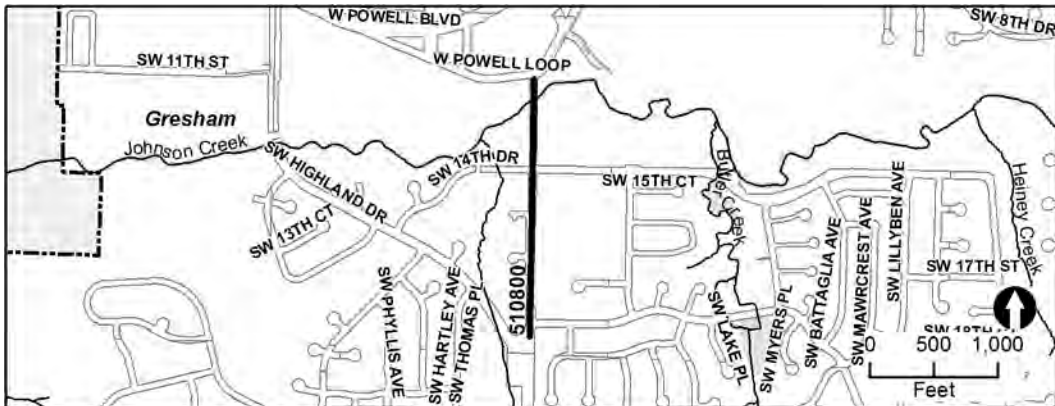 W POWELL BLVD
SW 8TH DR
SW 11TH ST
W POWELL LOOP
Gresham
Johnson Creek
SW HIGHLAND DR
SW 14TH DR
SW 15TH CT
Butler Creek
SW 13TH CT
SW LILLYBEN AVE
Heiney Creek
SW 17TH ST
510800
SW PHYLLIS AVE
SW HARTLEY AVE
SW THOMAS PL
SW LAKE PL
SW MYERS PL
SW BATTAGLIA AVE
SW MAWRCREST AVE
SW 18TH
0 500 1,000
Feet